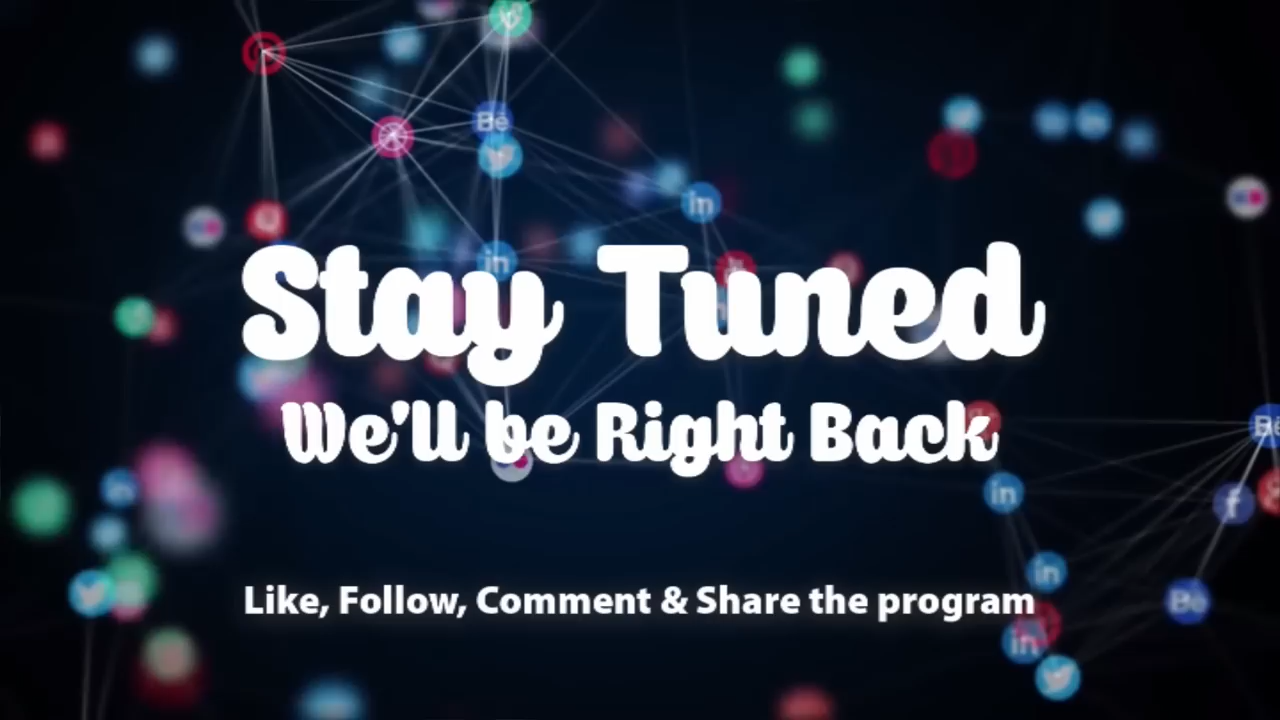 Stay Tuned
We'll be Right Back
Like, Follow, Comment & Share the program